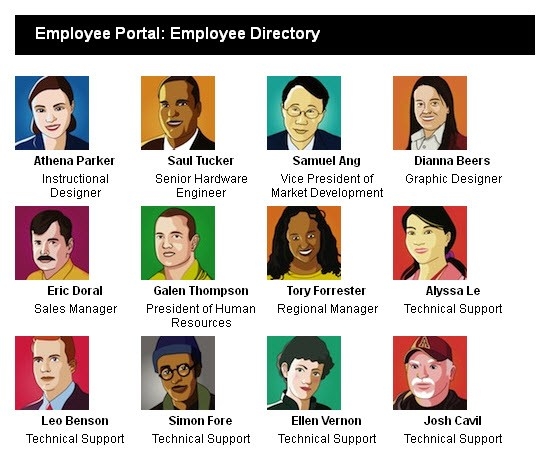 Employee Portal: Employee Directory
Athena Parker
Instructional
Designer
Saul Tucker
Senior Hardware
Engineer
Samuel Ang
Vice President of
Market Development
Dianna Beers
Graphic Designer
Eric Doral
Sales Manager
Galen Thompson
President of Human
Resources
Tory Forrester
Regional Manager
Alyssa Le
Technical Support
Leo Benson
Technical Support
Simon Fore
Technical Support
Ellen Vernon
Technical Support
A
Josh Cavil
Technical Support